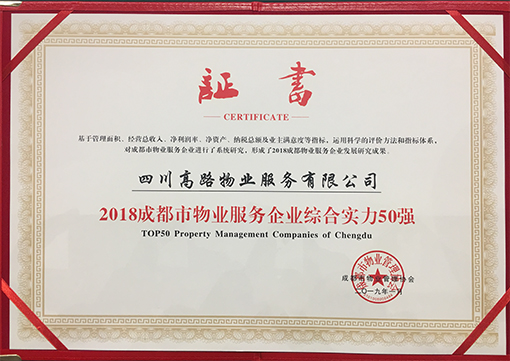 証書
CERTIFICATE
基于管理面积、经营总收入、净利润率、净资产、纳税总额及业主满意度等指标,运用科学的评价方法和指标体系,
对成都市物业服务企业进行了系统研究,形成了2018成都物业服务企业发展研究成果。
四川高路物业服务有限公司
2018成都市物业服务企业综合实力50强
TOP50 Property Management Companies of Chengdu
成都市物业管理协会
二〇一九年一月